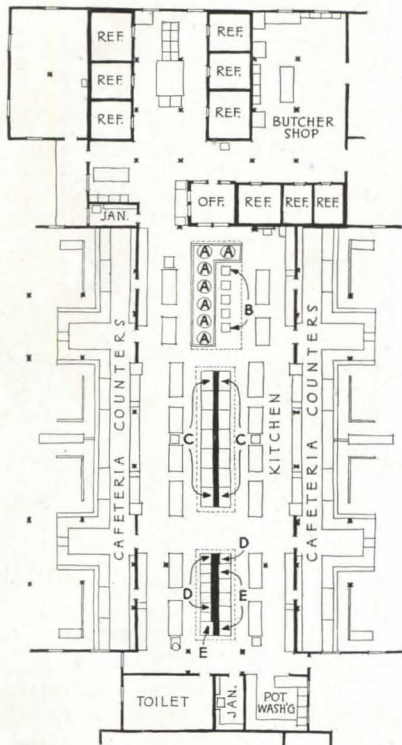 REF.
REF.
REF.
REF.
REF.
REF.
BUTCHER
SHOP
OFF.
REF.
REF.
REF.
JAN.
A
A
A
A
A
A
A
B
CAFETERIA COUNTERS
KITCHEN
CAFETERIA COUNTERS
C
C
D
D
E
E
TOILET
JAN.
POT
WASH'G